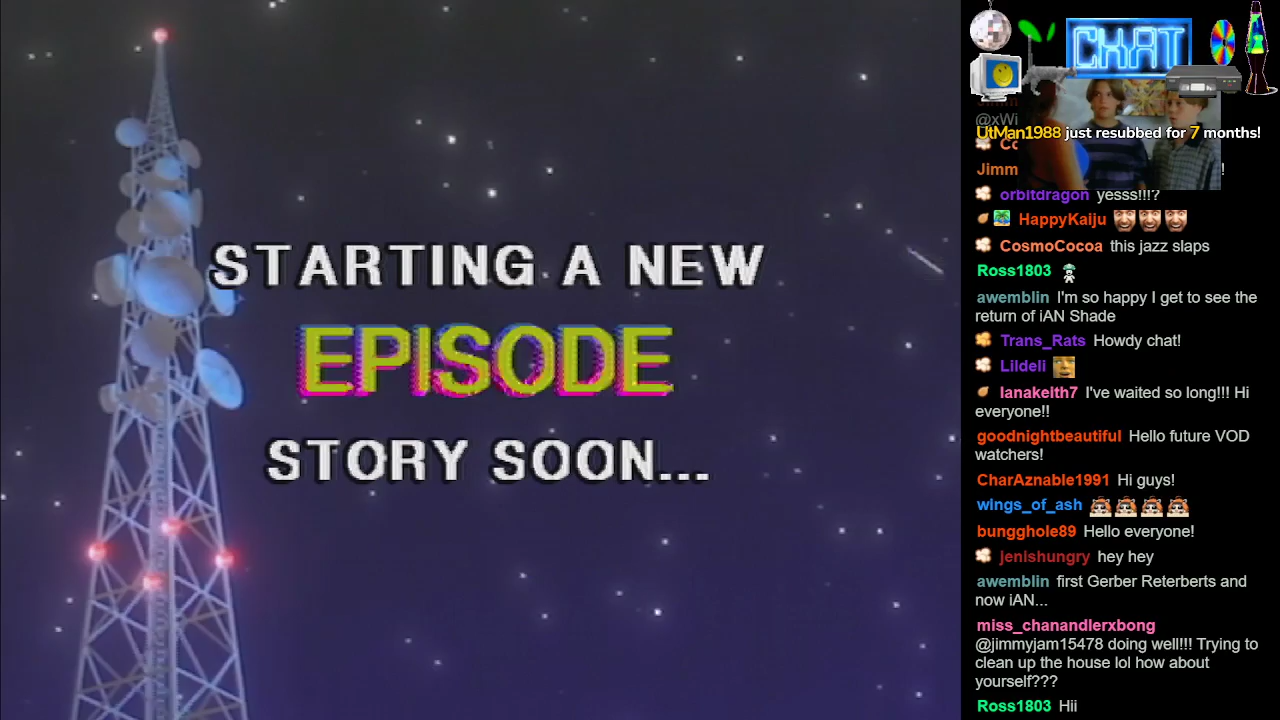 STARTING A NEW
EPISODE
STORY SOON...
CHAT
@xWi
UtMan1988 just resubbed for 7 months!
Co
Jimm !
orbitdragon yesss!!!?
HappyKaiju
CosmoCocoa this jazz slaps
Ross1803
awemblin I'm so happy I get to see the
return of iAN Shade
Trans_Rats Howdy chat!
Lildeli
lanakeith7 I've waited so long!!! Hi
everyone!!
goodnightbeautiful Hello future VOD
watchers!
CharAznable1991 Hi guys!
wings_of_ash
bungghole89 Hello everyone!
jenishungry hey hey
awemblin first Gerber Reterberts and
now iAN...
miss_chanandlerxbong
@jimmyjam15478 doing well!!! Trying to
clean up the house lol how about
yourself???
Ross1803 Hii